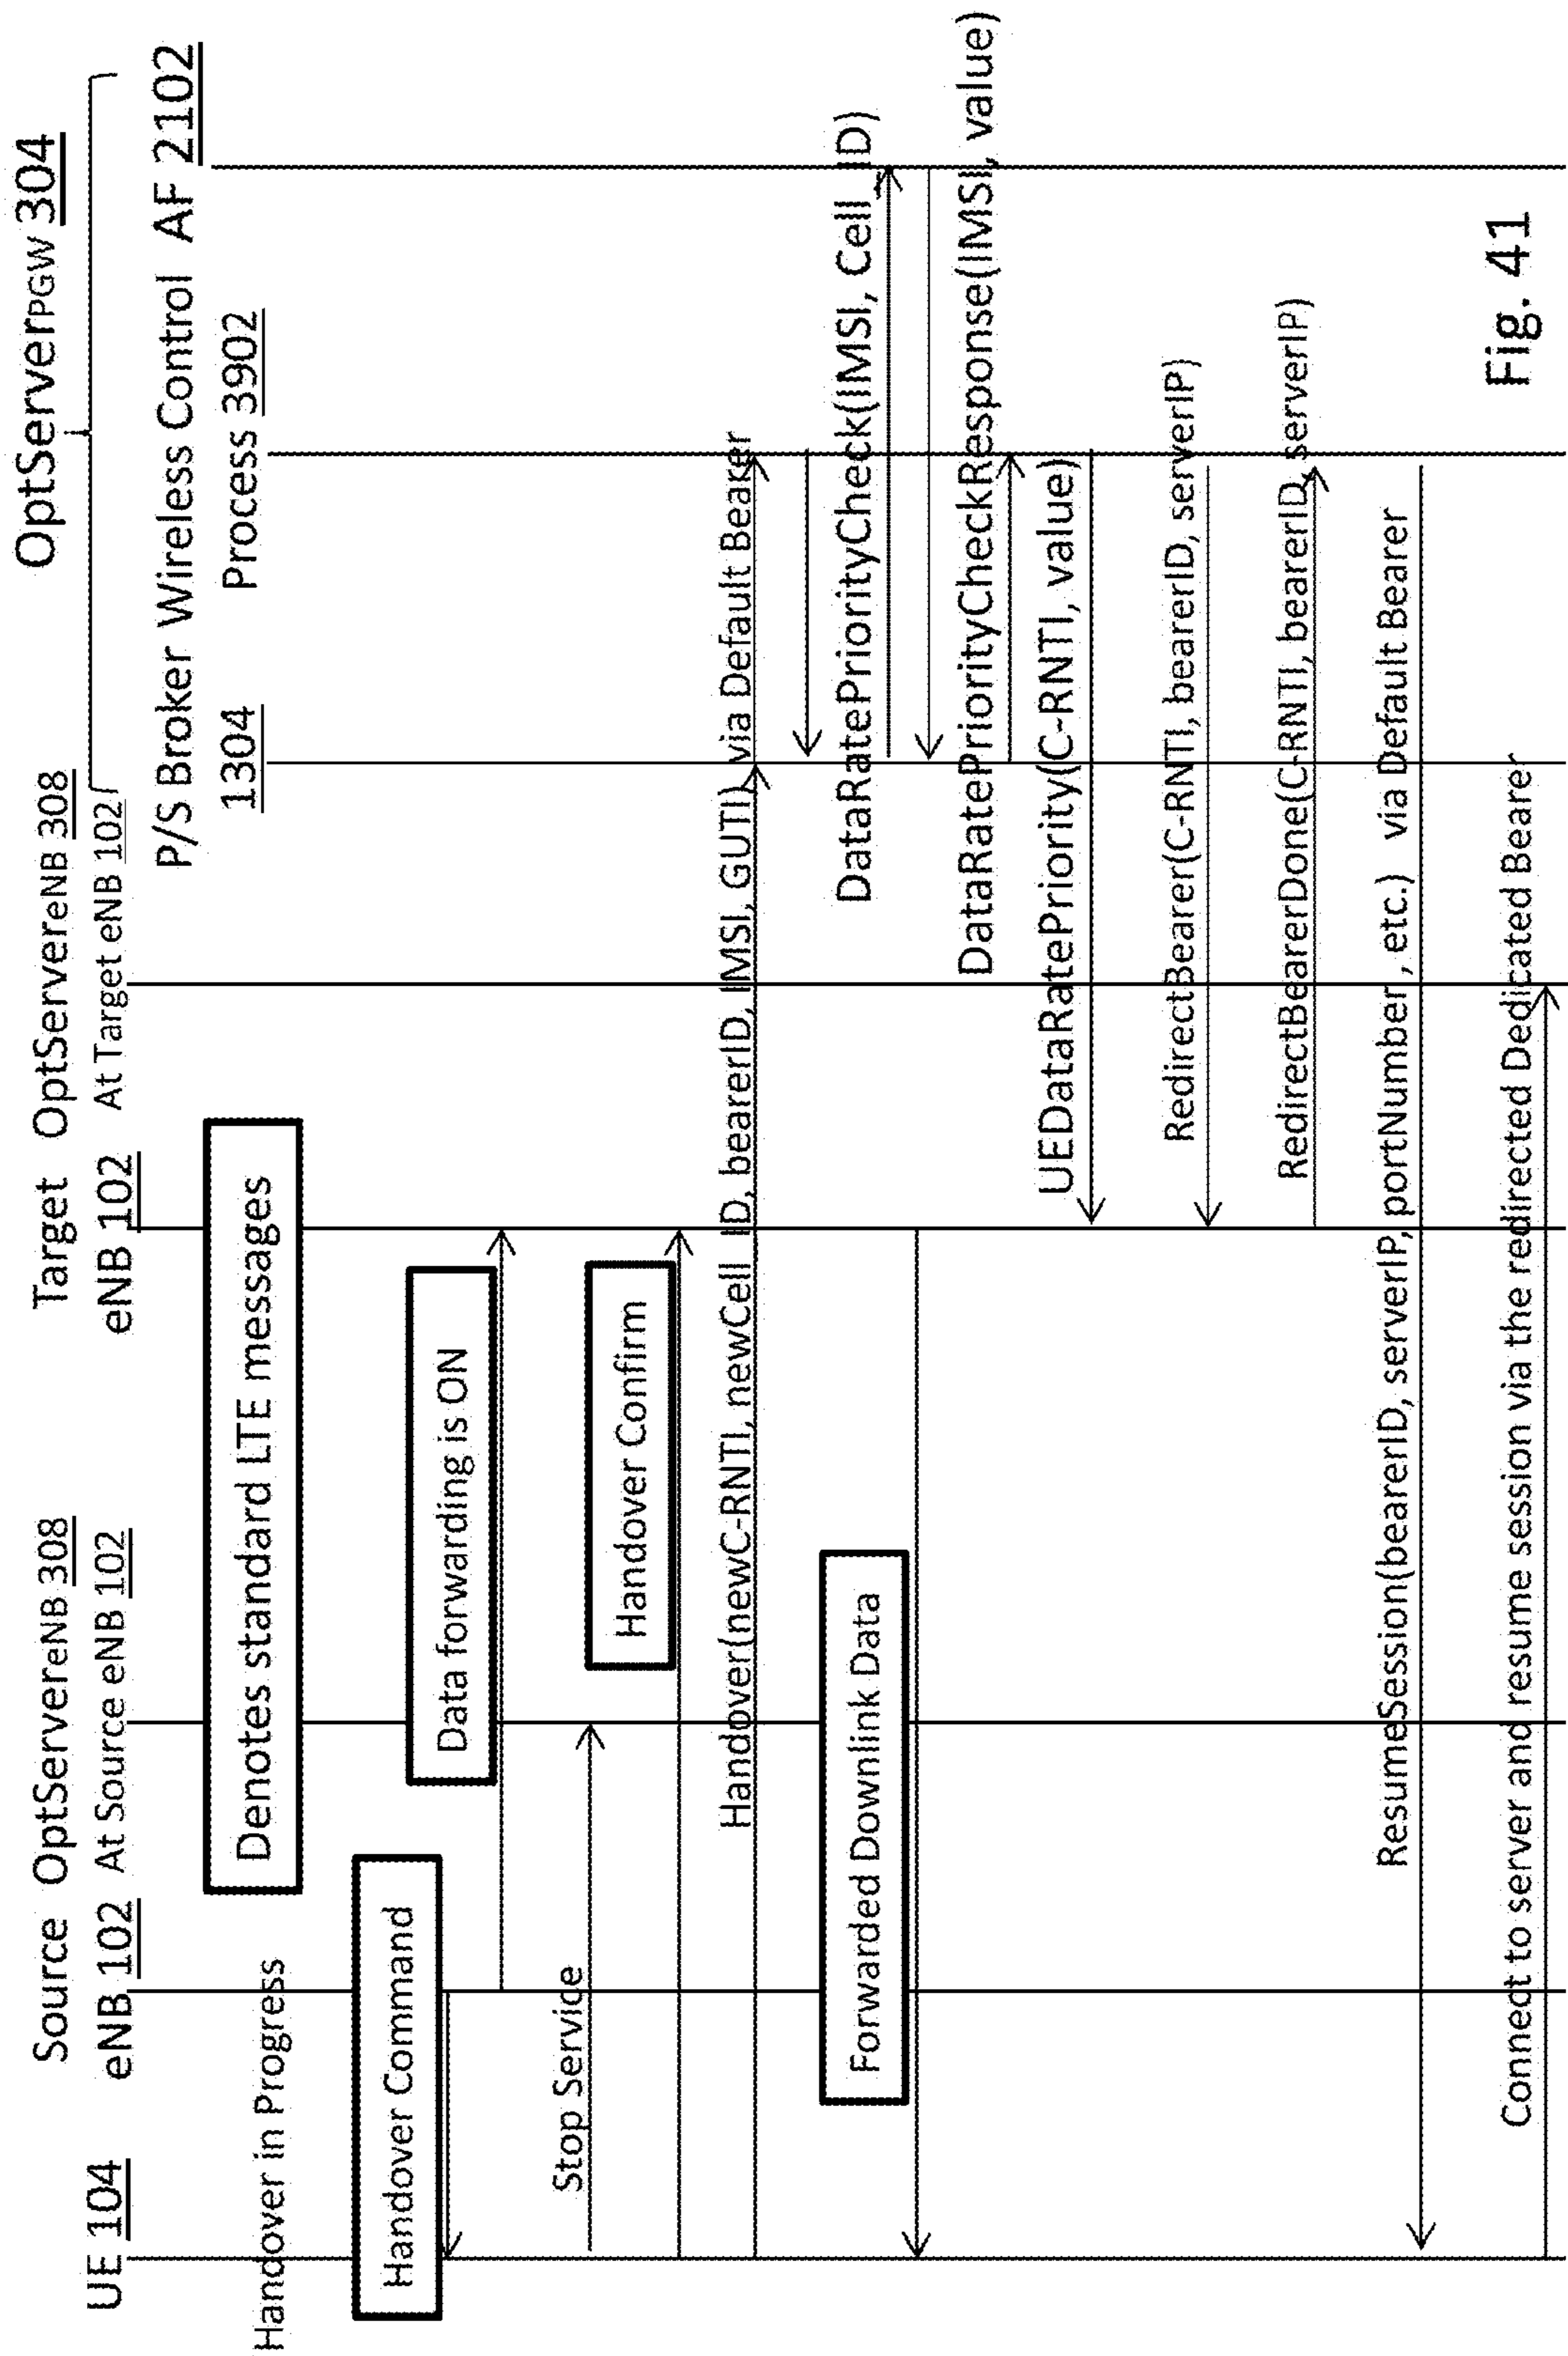 OptServerPGW 304
Source OptServereNB 308
Target OptServereNB 308
UE 104 eNB 102 At Source eNB 102
eNB 102 At Target eNB 102
P/S Broker Wireless Control AF 2102
1304 Process 3902
Denotes standard LTE messages
Handover in Progress
Handover Command
Data forwarding is ON
Stop Service
Handover Confirm
Handover(newC-RNTI, newCell ID, bearerID, IMSI, GUTI) via Default Bearer
DataRatePriorityCheck(IMSI, Cell_ID)
Forwarded Downlink Data
DataRatePriorityCheckResponse(IMSI, value)
UEDataRatePriority(C-RNTI, value)
RedirectBearer(C-RNTI, bearerID, serverIP)
RedirectBearerDone(C-RNTI, bearerID, serverIP)
ResumeSession(bearerID, serverIP, portNumber, etc.) via Default Bearer
Connect to server and resume session via the redirected Dedicated Bearer
Fig. 41